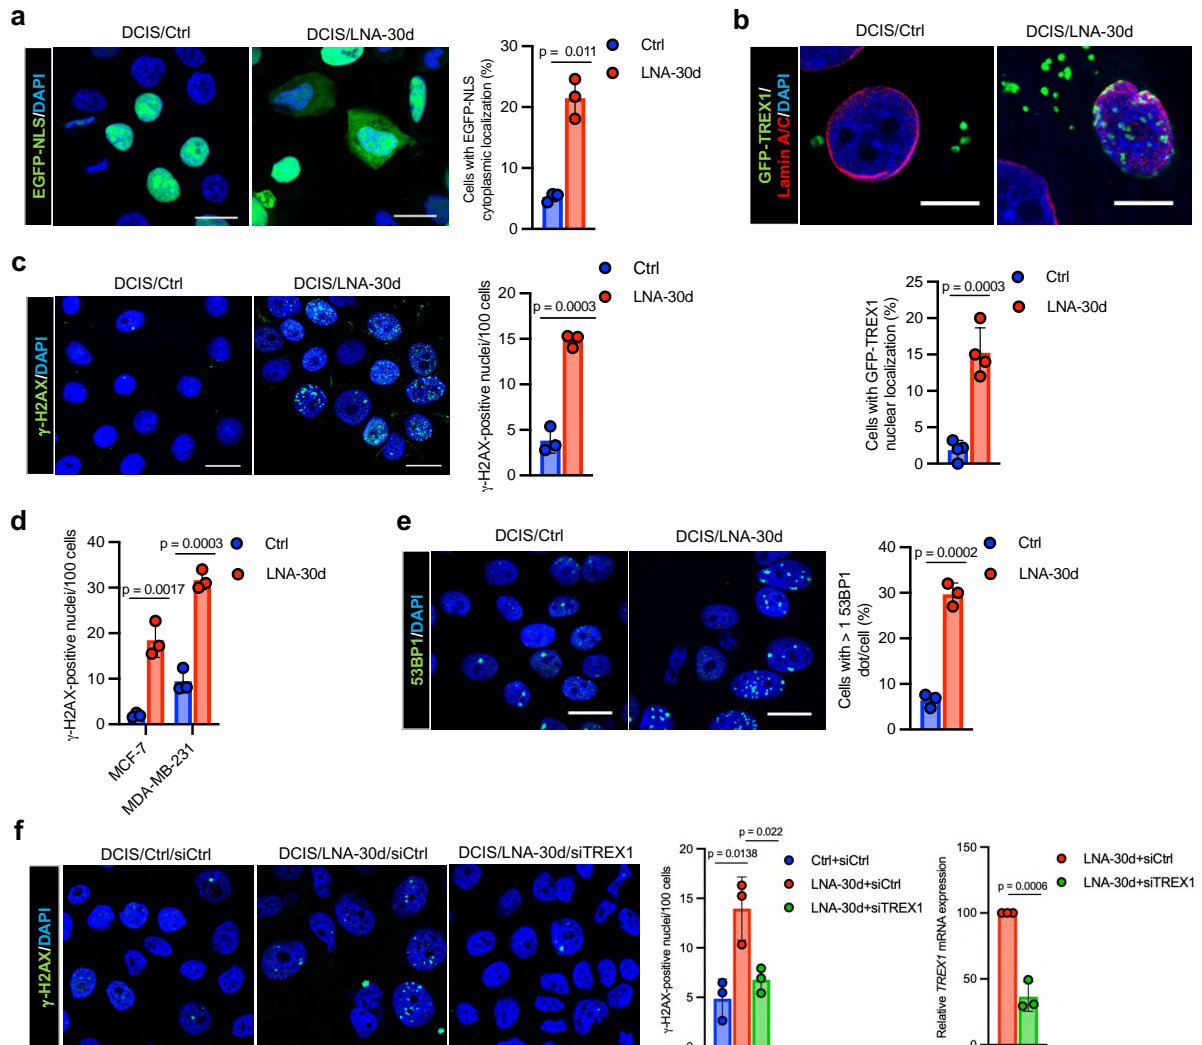 a
DCIS/Ctrl
DCIS/LNA-30d
EGFP-NLS/DAPI
Cells with EGFP-NLS
cytoplasmic localization (%)
30
20
10
0
p = 0.011
Ctrl
LNA-30d
b
DCIS/Ctrl
DCIS/LNA-30d
GFP-TREX1/
Lamin A/C/DAPI
Cells with GFP-TREX1
nuclear localization (%)
25
20
15
10
5
0
p = 0.0003
Ctrl
LNA-30d
c
DCIS/Ctrl
DCIS/LNA-30d
γ-H2AX/DAPI
γ-H2AX-positive nuclei/100 cells
20
15
10
5
0
p = 0.0003
Ctrl
LNA-30d
d
γ-H2AX-positive nuclei/100 cells
40
30
20
10
0
p = 0.0017
p = 0.0003
Ctrl
LNA-30d
MCF-7
MDA-MB-231
e
DCIS/Ctrl
DCIS/LNA-30d
53BP1/DAPI
Cells with > 1 53BP1
dot/cell (%)
40
30
20
10
0
p = 0.0002
Ctrl
LNA-30d
f
DCIS/Ctrl/siCtrl
DCIS/LNA-30d/siCtrl
DCIS/LNA-30d/siTREX1
γ-H2AX/DAPI
γ-H2AX-positive nuclei/100 cells
20
15
10
5
0
p = 0.0138
p = 0.022
Ctrl+siCtrl
LNA-30d+siCtrl
LNA-30d+siTREX1
Relative TREX1 mRNA expression
150
100
50
0
p = 0.0006
LNA-30d+siCtrl
LNA-30d+siTREX1